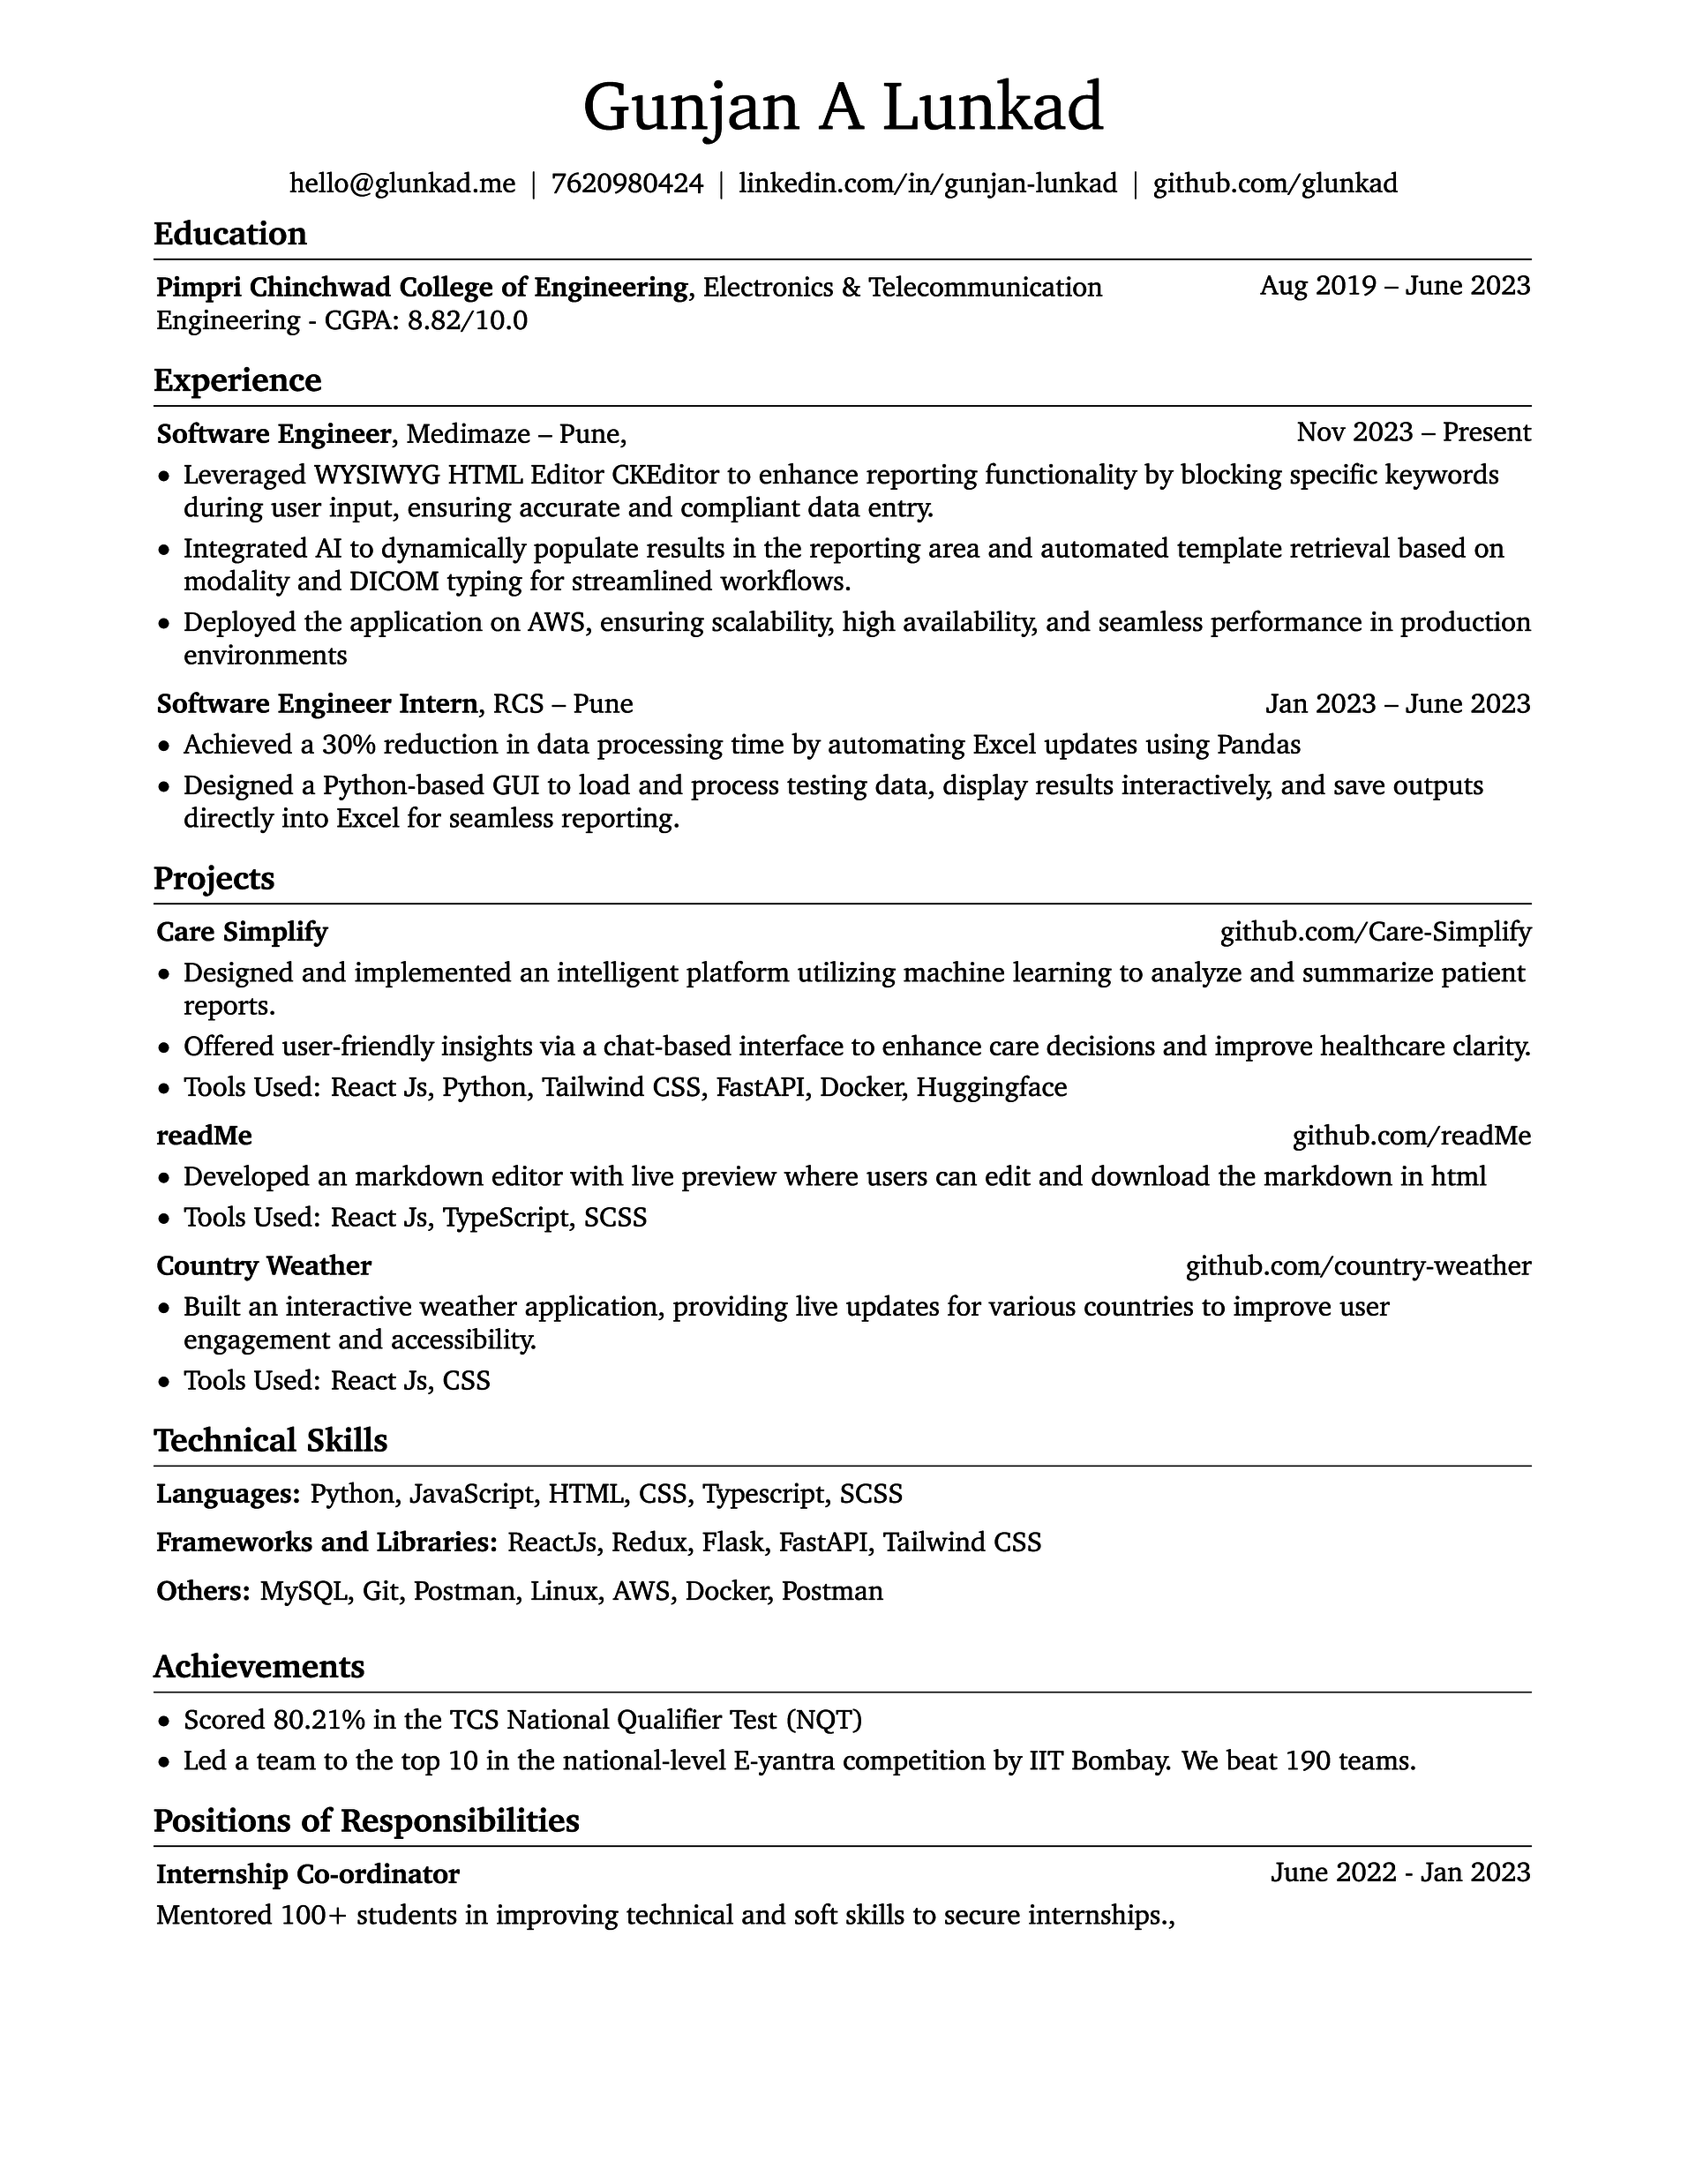 Gunjan A Lunkad
hello@glunkad.me | 7620980424 | linkedin.com/in/gunjan-lunkad | github.com/glunkad
Education
Pimpri Chinchwad College of Engineering, Electronics & Telecommunication Aug 2019 – June 2023
Engineering - CGPA: 8.82/10.0
Experience
Software Engineer, Medimaze – Pune, Nov 2023 – Present
• Leveraged WYSIWYG HTML Editor CKEditor to enhance reporting functionality by blocking specific keywords
during user input, ensuring accurate and compliant data entry.
• Integrated AI to dynamically populate results in the reporting area and automated template retrieval based on
modality and DICOM typing for streamlined workflows.
• Deployed the application on AWS, ensuring scalability, high availability, and seamless performance in production
environments
Software Engineer Intern, RCS – Pune Jan 2023 – June 2023
• Achieved a 30% reduction in data processing time by automating Excel updates using Pandas
• Designed a Python-based GUI to load and process testing data, display results interactively, and save outputs
directly into Excel for seamless reporting.
Projects
Care Simplify github.com/Care-Simplify
• Designed and implemented an intelligent platform utilizing machine learning to analyze and summarize patient
reports.
• Offered user-friendly insights via a chat-based interface to enhance care decisions and improve healthcare clarity.
• Tools Used: React Js, Python, Tailwind CSS, FastAPI, Docker, Huggingface
readMe github.com/readMe
• Developed an markdown editor with live preview where users can edit and download the markdown in html
• Tools Used: React Js, TypeScript, SCSS
Country Weather github.com/country-weather
• Built an interactive weather application, providing live updates for various countries to improve user
engagement and accessibility.
• Tools Used: React Js, CSS
Technical Skills
Languages: Python, JavaScript, HTML, CSS, Typescript, SCSS
Frameworks and Libraries: ReactJs, Redux, Flask, FastAPI, Tailwind CSS
Others: MySQL, Git, Postman, Linux, AWS, Docker, Postman
Achievements
• Scored 80.21% in the TCS National Qualifier Test (NQT)
• Led a team to the top 10 in the national-level E-yantra competition by IIT Bombay. We beat 190 teams.
Positions of Responsibilities
Internship Co-ordinator June 2022 - Jan 2023
Mentored 100+ students in improving technical and soft skills to secure internships.,